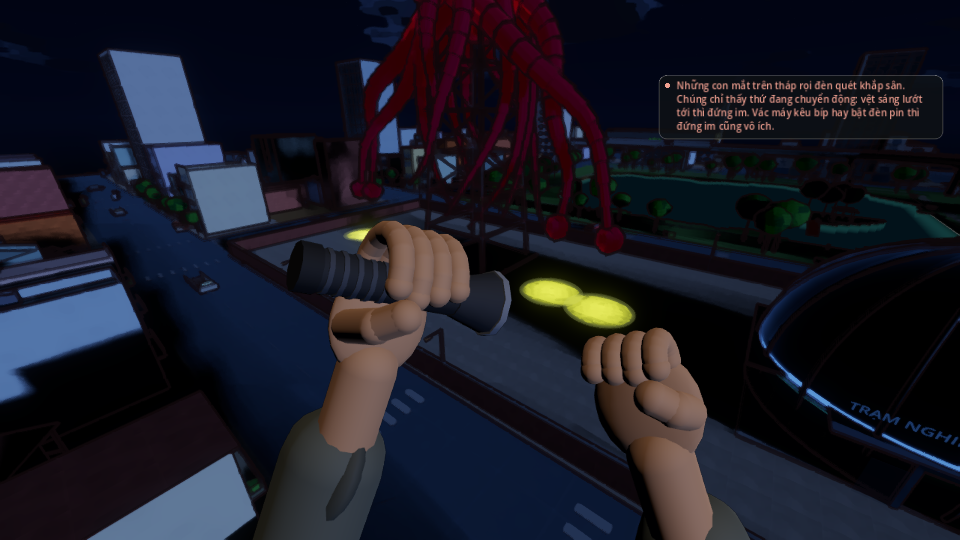 Những con mắt trên tháp rọi đèn quét khắp sân.
Chúng chỉ thấy thứ đang chuyển động: vệt sáng lướt
tới thì đứng im. Vác máy kêu bíp hay bật đèn pin thì
đứng im cũng vô ích.
TRẠM NGHI